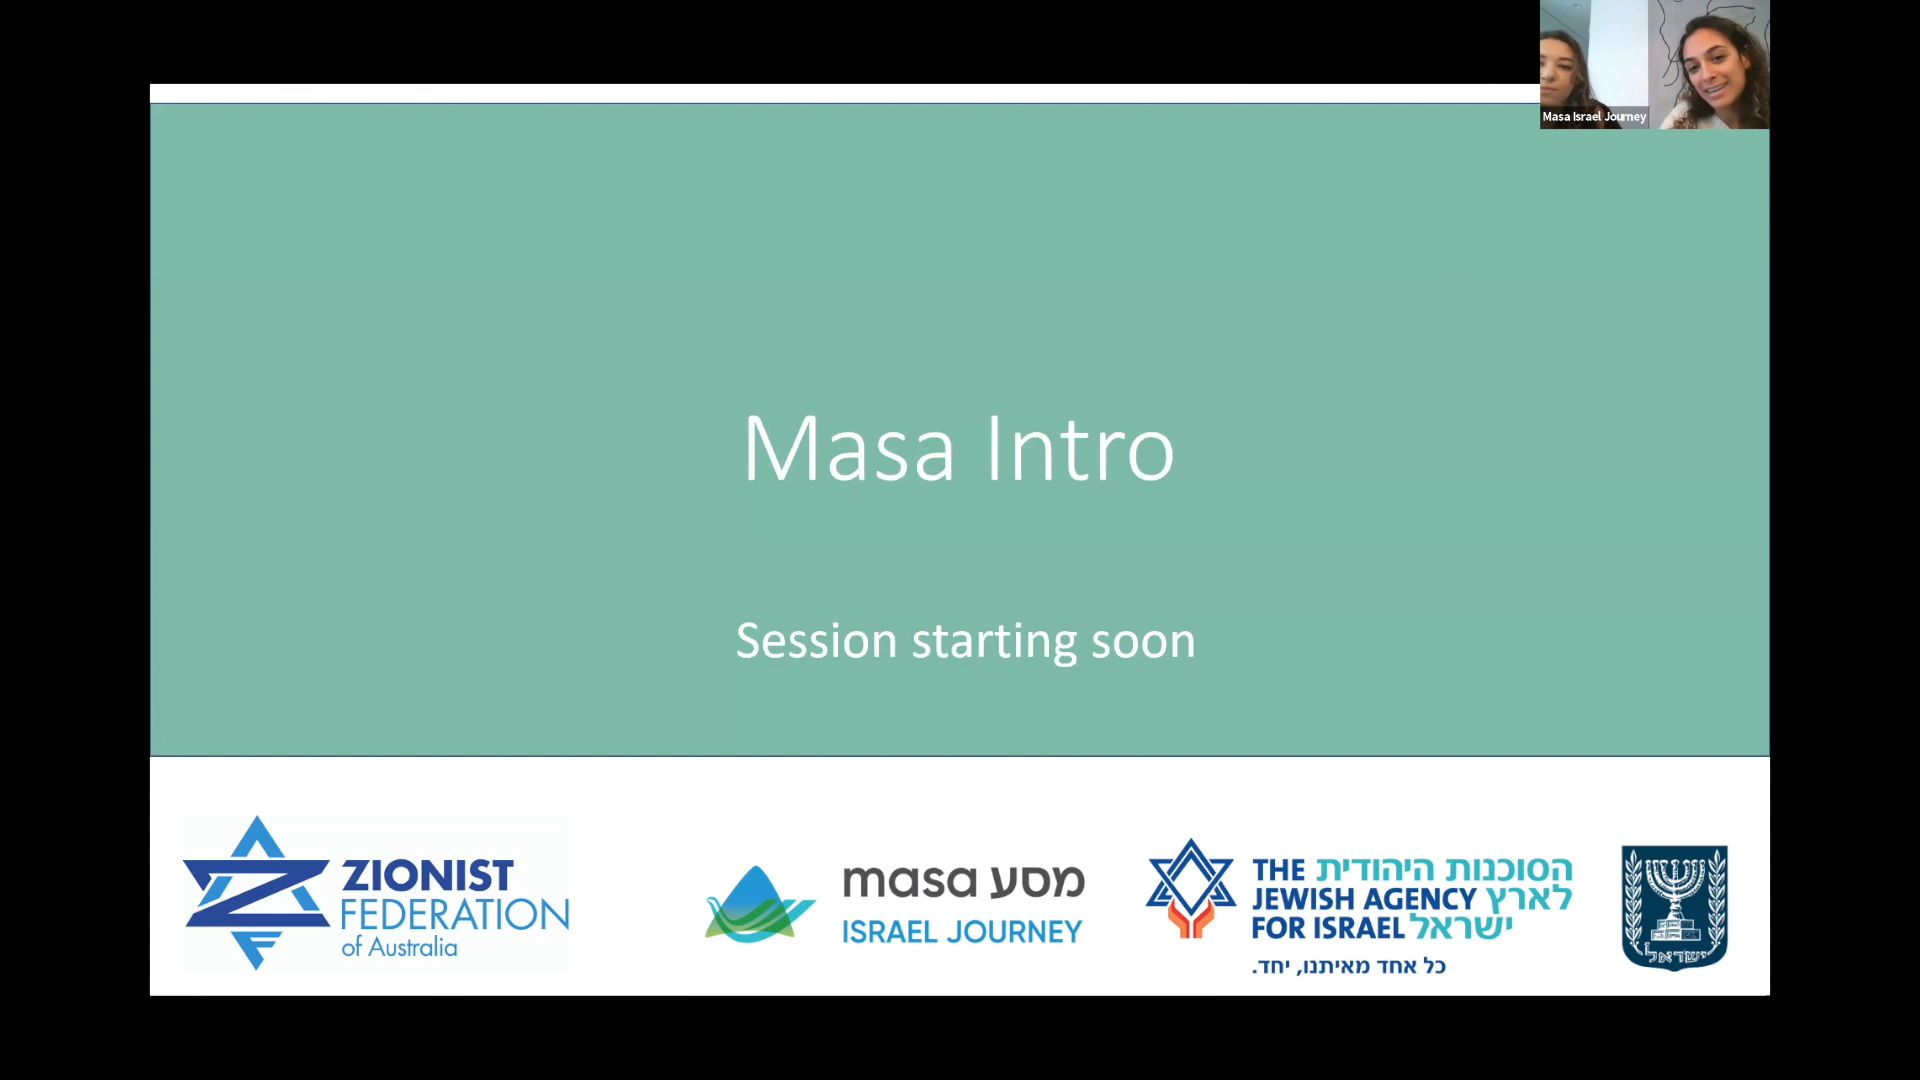 Masa Israel Journey
Masa Intro
Session starting soon
ZIONIST
FEDERATION
of Australia
masa מסע
ISRAEL JOURNEY
THE הסוכנות היהודית
JEWISH AGENCY לארץ
FOR ISRAEL ישראל
כל אחד מאיתנו, יחד.
ישראל